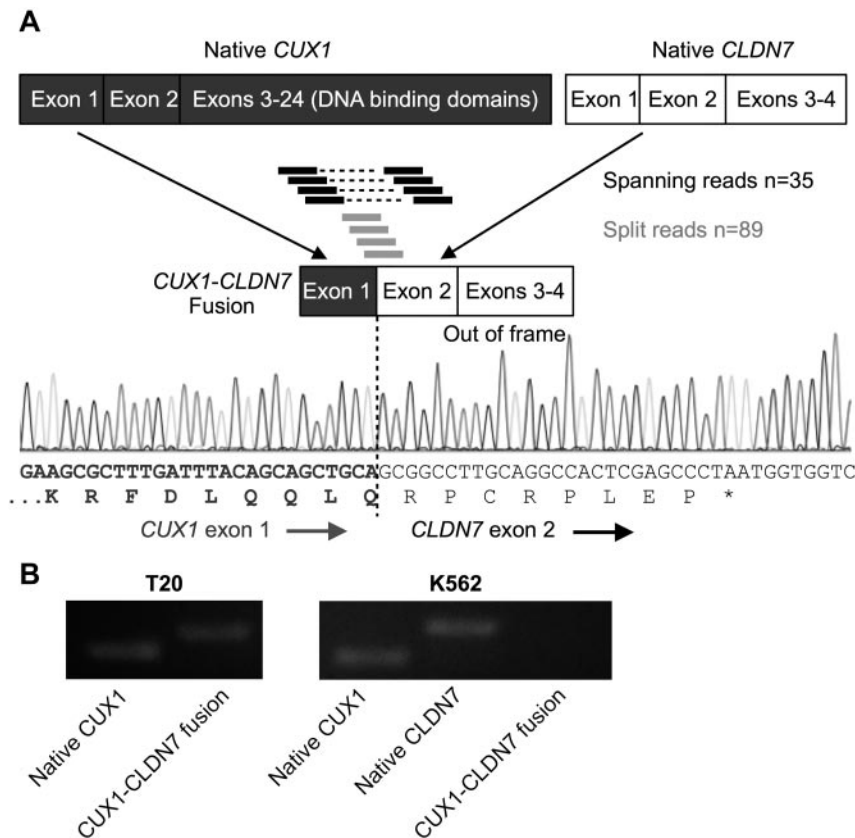 A
Native CUX1
Native CLDN7
Exon 1 Exon 2 Exons 3-24 (DNA binding domains)
Exon 1 Exon 2 Exons 3-4
Spanning reads n=35
Split reads n=89
CUX1-CLDN7
Fusion
Exon 1 Exon 2 Exons 3-4
Out of frame
GAAGCGCTTTGATTTACAGCAGCTGCAGCGGCCTTGCAGGCCACTCGAGCCCTAATGGTGGTC
...K R F D L Q Q L Q R P C R P L E P *
CUX1 exon 1
CLDN7 exon 2
B
T20
K562
Native CUX1
CUX1-CLDN7 fusion
Native CUX1
Native CLDN7
CUX1-CLDN7 fusion